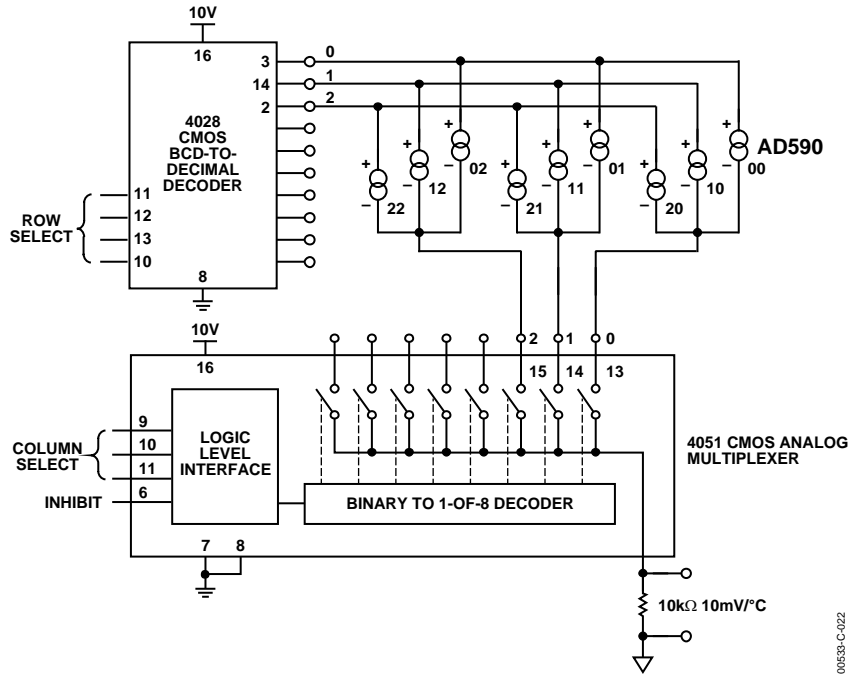 10V
16
3
0
14
1
2
2
4028
CMOS
BCD-TO-
DECIMAL
DECODER
ROW
SELECT
11
12
13
10
8
+
–
22
+
–
12
+
–
02
+
–
21
+
–
11
+
–
01
+
–
20
+
–
10
+
–
00
AD590
10V
16
2
1
0
15
14
13
COLUMN
SELECT
9
10
11
INHIBIT
6
LOGIC
LEVEL
INTERFACE
BINARY TO 1-OF-8 DECODER
4051 CMOS ANALOG
MULTIPLEXER
7
8
10kΩ 10mV/°C
00533-C-022